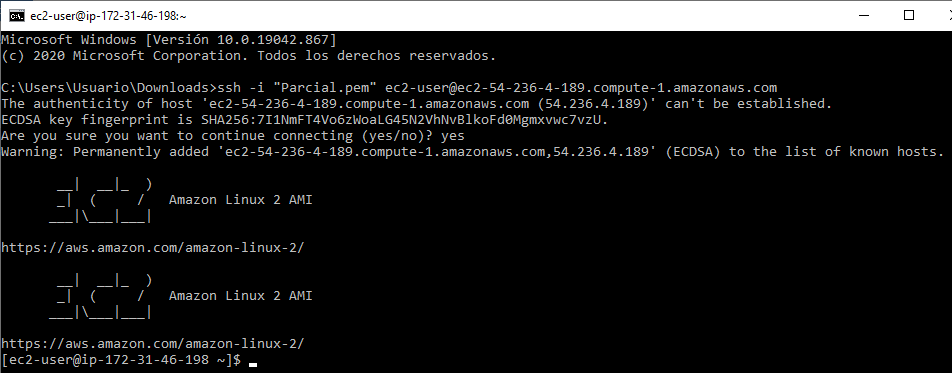 ec2-user@ip-172-31-46-198:~
Microsoft Windows [Versión 10.0.19042.867]
(c) 2020 Microsoft Corporation. Todos los derechos reservados.
C:\Users\Usuario\Downloads>ssh -i "Parcial.pem" ec2-user@ec2-54-236-4-189.compute-1.amazonaws.com
The authenticity of host 'ec2-54-236-4-189.compute-1.amazonaws.com (54.236.4.189)' can't be established.
ECDSA key fingerprint is SHA256:7I1NmFT4Vo6zWoaLG45N2VhNvBlkoFd0Mgmxvwc7vzU.
Are you sure you want to continue connecting (yes/no)? yes
Warning: Permanently added 'ec2-54-236-4-189.compute-1.amazonaws.com,54.236.4.189' (ECDSA) to the list of known hosts.
       __|  __|_  )
       _|  (     /   Amazon Linux 2 AMI
      ___|\___|___|
https://aws.amazon.com/amazon-linux-2/
       __|  __|_  )
       _|  (     /   Amazon Linux 2 AMI
      ___|\___|___|
https://aws.amazon.com/amazon-linux-2/
[ec2-user@ip-172-31-46-198 ~]$